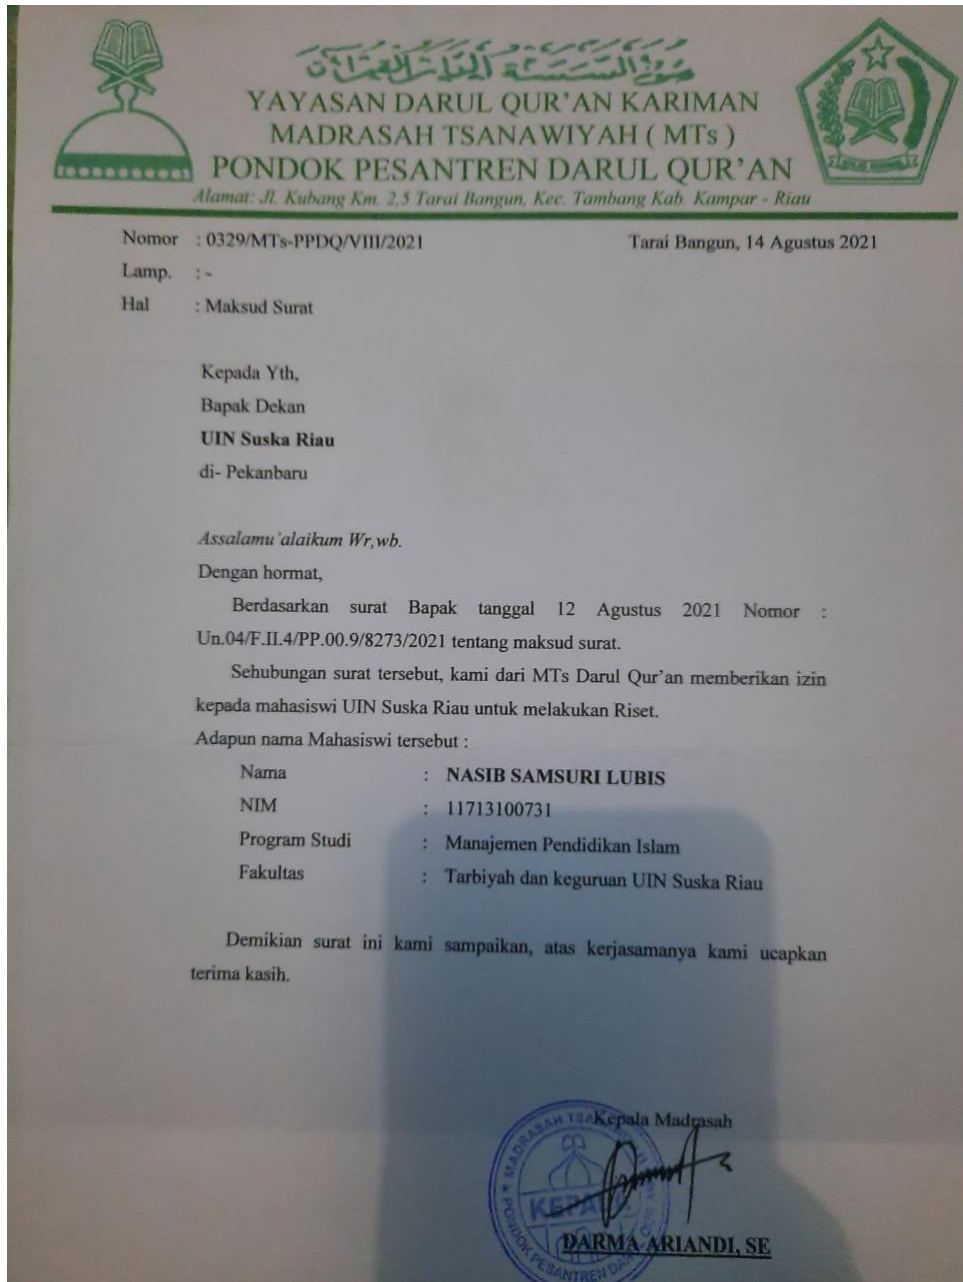 YAYASAN DARUL QUR'AN KARIMAN
MADRASAH TSANAWIYAH ( MTs )
PONDOK PESANTREN DARUL QUR'AN
Alamat: Jl. Kubang Km. 2,5 Tarai Bangun, Kec. Tambang Kab. Kampar - Riau
Nomor : 0329/MTs-PPDQ/VIII/2021 Tarai Bangun, 14 Agustus 2021
Lamp. : -
Hal : Maksud Surat
Kepada Yth,
Bapak Dekan
UIN Suska Riau
di- Pekanbaru
Assalamu'alaikum Wr,wb.
Dengan hormat,
Berdasarkan surat Bapak tanggal 12 Agustus 2021 Nomor :
Un.04/F.II.4/PP.00.9/8273/2021 tentang maksud surat.
Sehubungan surat tersebut, kami dari MTs Darul Qur'an memberikan izin
kepada mahasiswi UIN Suska Riau untuk melakukan Riset.
Adapun nama Mahasiswi tersebut :
Nama : NASIB SAMSURI LUBIS
NIM : 11713100731
Program Studi : Manajemen Pendidikan Islam
Fakultas : Tarbiyah dan keguruan UIN Suska Riau
Demikian surat ini kami sampaikan, atas kerjasamanya kami ucapkan
terima kasih.
Kepala Madrasah
MADRASAH
PONDOK PESANTREN
DARMA ARIANDI, SE